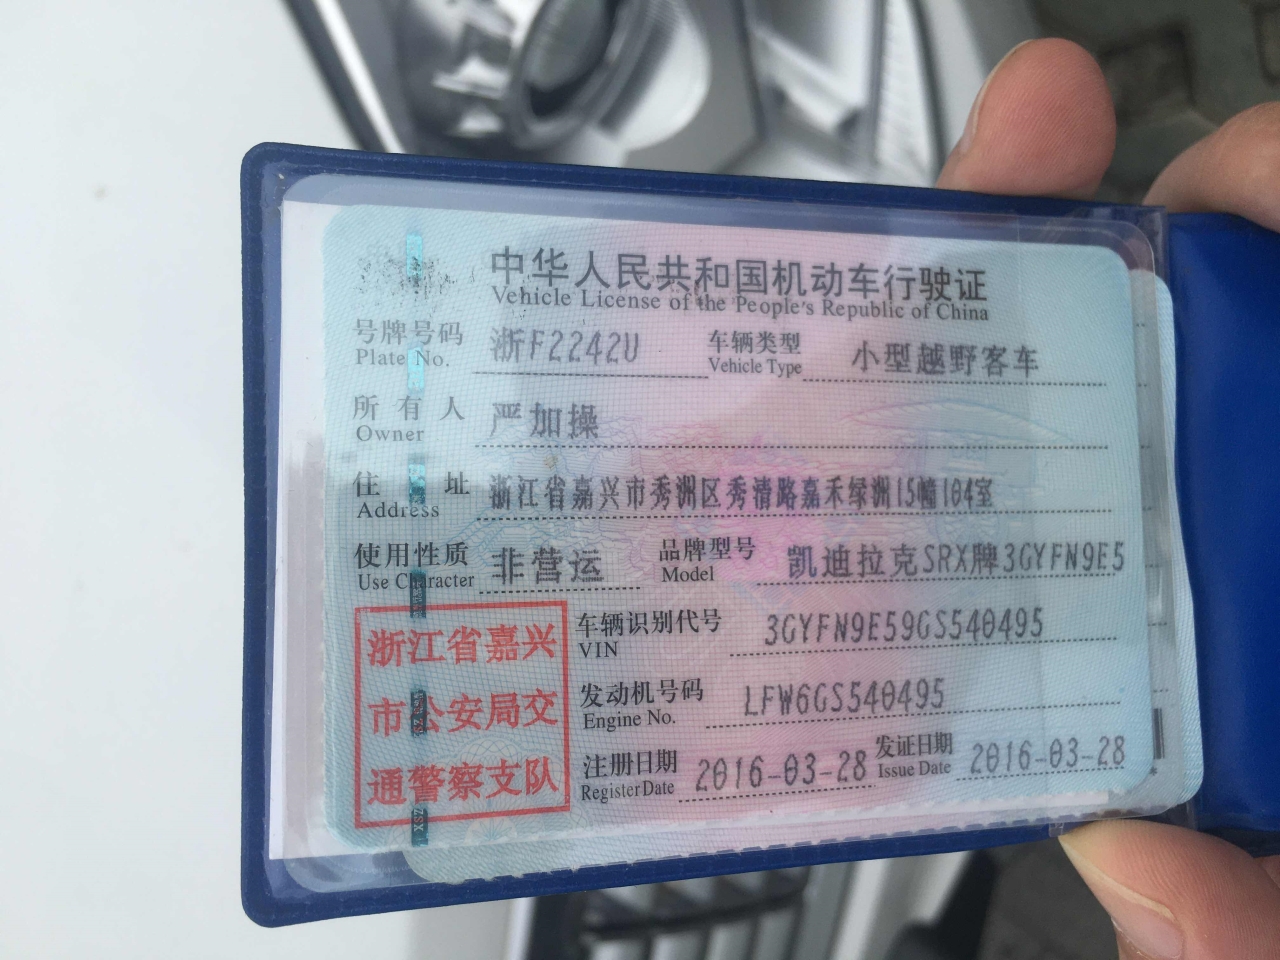 中华人民共和国机动车行驶证
Vehicle License of the People's Republic of China
号牌号码 浙F2242U 车辆类型 小型越野客车
Plate No. Vehicle Type
所有人 严加操
Owner
住址 浙江省嘉兴市秀洲区秀清路嘉禾绿洲15幢104室
Address
使用性质 非营运 品牌型号 凯迪拉克SRX牌3GYFN9E5
Use Character Model
浙江省嘉兴
市公安局交
通警察支队
车辆识别代号 3GYFN9E59GS540495
VIN
发动机号码 LFW6GS540495
Engine No.
注册日期 2016-03-28 发证日期 2016-03-28
Register Date Issue Date